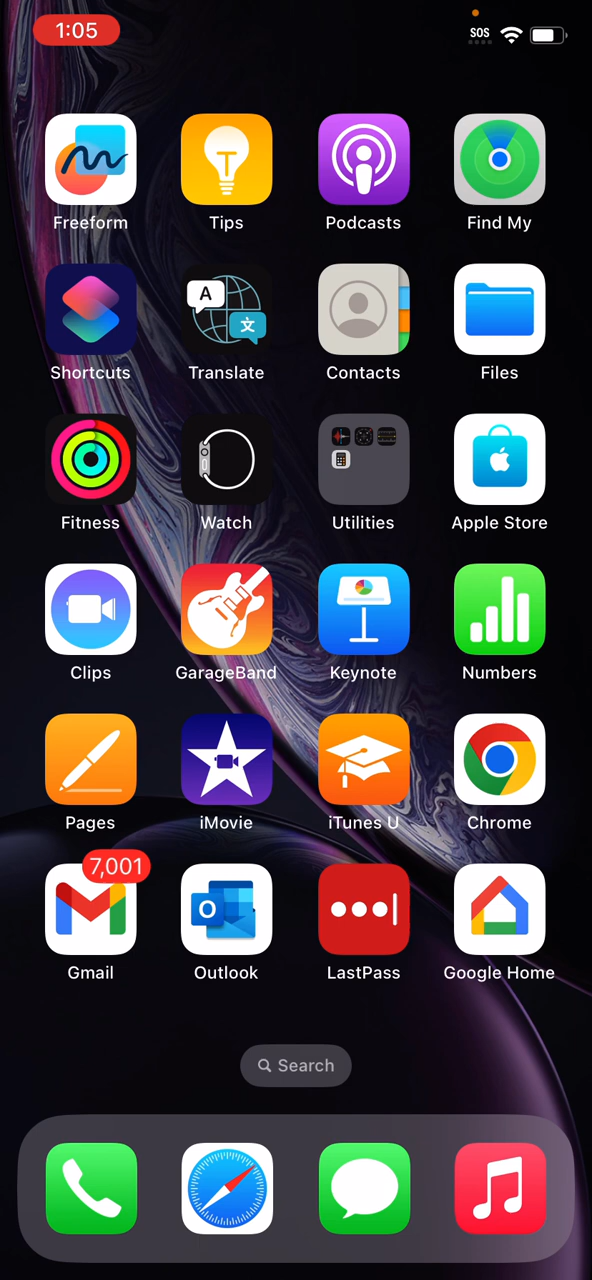 1:05
SOS
Freeform Tips Podcasts Find My
A 文
Shortcuts Translate Contacts Files
Fitness Watch Utilities Apple Store
Clips GarageBand Keynote Numbers
Pages iMovie iTunes U Chrome
7,001
O
Gmail Outlook LastPass Google Home
Search